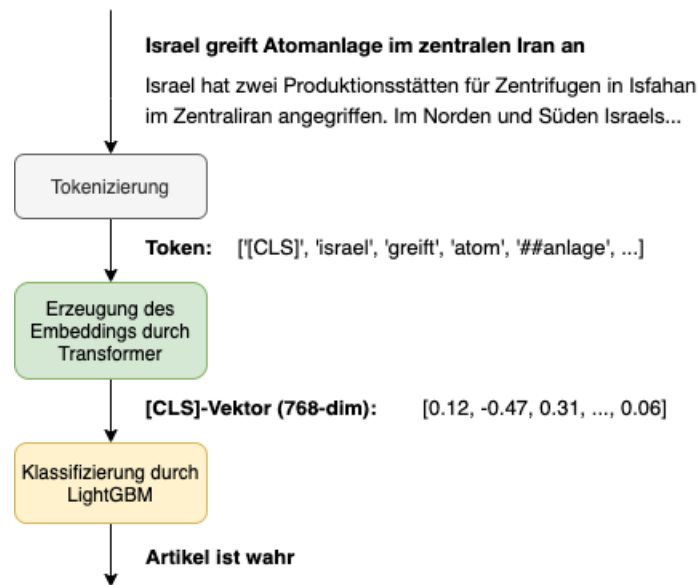 Israel greift Atomanlage im zentralen Iran an
Israel hat zwei Produktionsstätten für Zentrifugen in Isfahan
im Zentraliran angegriffen. Im Norden und Süden Israels...
Tokenizierung
Token: ['[CLS]', 'israel', 'greift', 'atom', '##anlage', ...]
Erzeugung des
Embeddings durch
Transformer
[CLS]-Vektor (768-dim): [0.12, -0.47, 0.31, ..., 0.06]
Klassifizierung durch
LightGBM
Artikel ist wahr